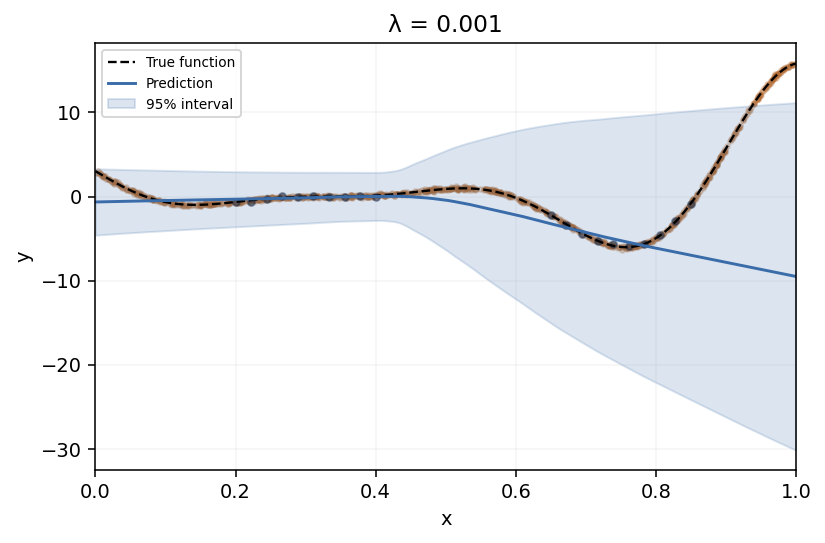 λ = 0.001
True function
Prediction
95% interval
y
10
0
−10
−20
−30
0.0 0.2 0.4 0.6 0.8 1.0
x